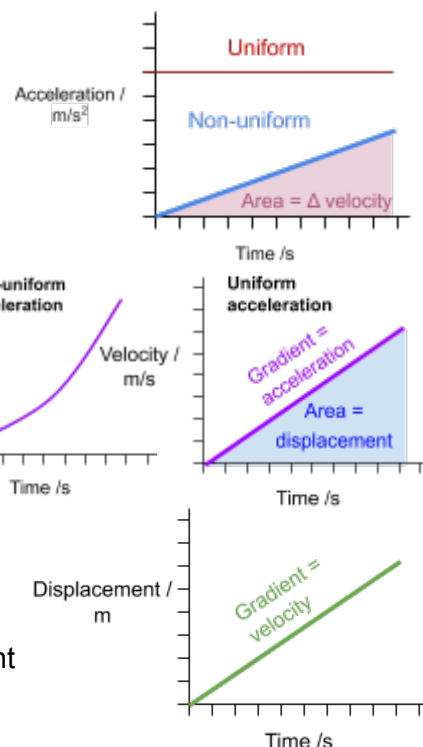 Uniform
Acceleration /
m/s²
Non-uniform
Area = Δ velocity
Time /s
-uniform
leration
Velocity /
m/s
Time /s
Uniform
acceleration
Gradient =
acceleration
Area =
displacement
Time /s
Displacement /
m
Gradient =
velocity
nt
Time /s